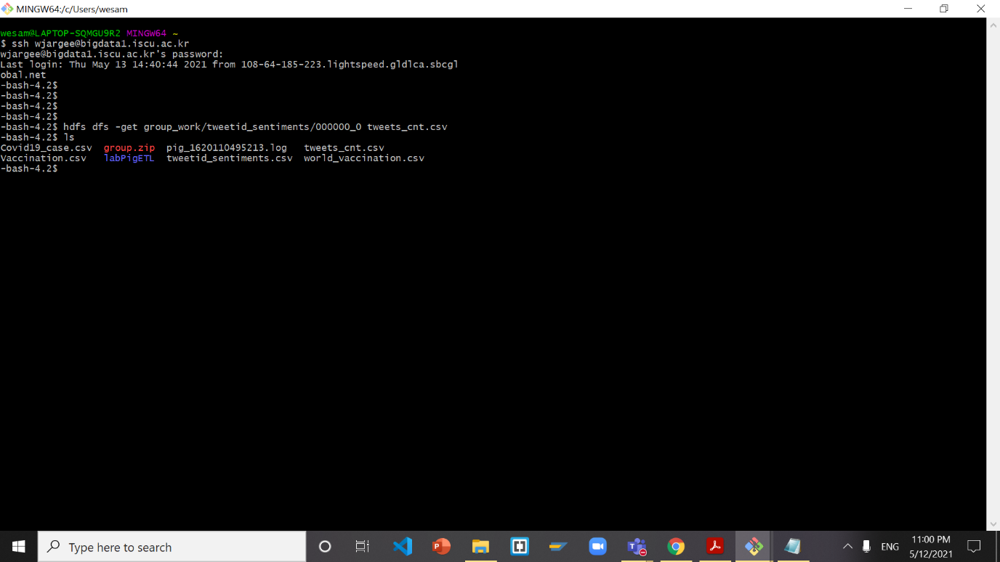 MINGW64:/c/Users/wesam
wesam@LAPTOP-SQMGU9R2 MINGW64 ~
$ ssh wjargee@bigdata1.iscu.ac.kr
wjargee@bigdata1.iscu.ac.kr's password:
Last login: Thu May 13 14:40:44 2021 from 108-64-185-223.lightspeed.gldlca.sbcgl
obal.net
-bash-4.2$
-bash-4.2$
-bash-4.2$
-bash-4.2$
-bash-4.2$ hdfs dfs -get group_work/tweetid_sentiments/000000_0 tweets_cnt.csv
-bash-4.2$ ls
Covid19_case.csv  group.zip  pig_1620110495213.log   tweets_cnt.csv
Vaccination.csv   labPigETL  tweetid_sentiments.csv  world_vaccination.csv
-bash-4.2$
Type here to search
ENG
11:00 PM
5/12/2021